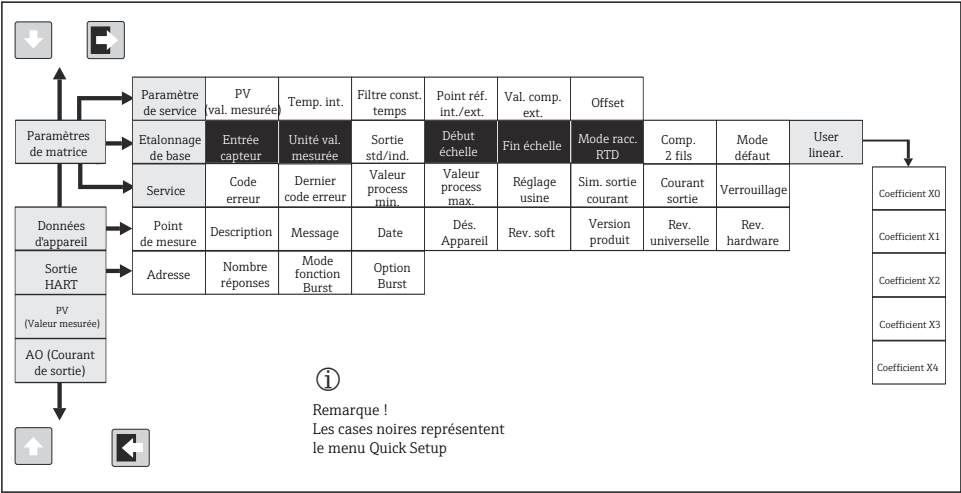 Paramètre
de service
PV
(val. mesurée)
Temp. int.
Filtre const.
temps
Point réf.
int./ext.
Val. comp.
ext.
Offset
Paramètres
de matrice
Etalonnage
de base
Entrée
capteur
Unité val.
mesurée
Sortie
std/ind.
Début
échelle
Fin échelle
Mode racc.
RTD
Comp.
2 fils
Mode
défaut
User
linear.
Service
Code
erreur
Dernier
code erreur
Valeur
process
min.
Valeur
process
max.
Réglage
usine
Sim. sortie
courant
Courant
sortie
Verrouillage
Données
d'appareil
Point
de mesure
Description
Message
Date
Dés.
Appareil
Rev. soft
Version
produit
Rev.
universelle
Rev.
hardware
Sortie
HART
Adresse
Nombre
réponses
Mode
fonction
Burst
Option
Burst
PV
(Valeur mesurée)
AO (Courant
de sortie)
Coefficient X0
Coefficient X1
Coefficient X2
Coefficient X3
Coefficient X4
Remarque !
Les cases noires représentent
le menu Quick Setup